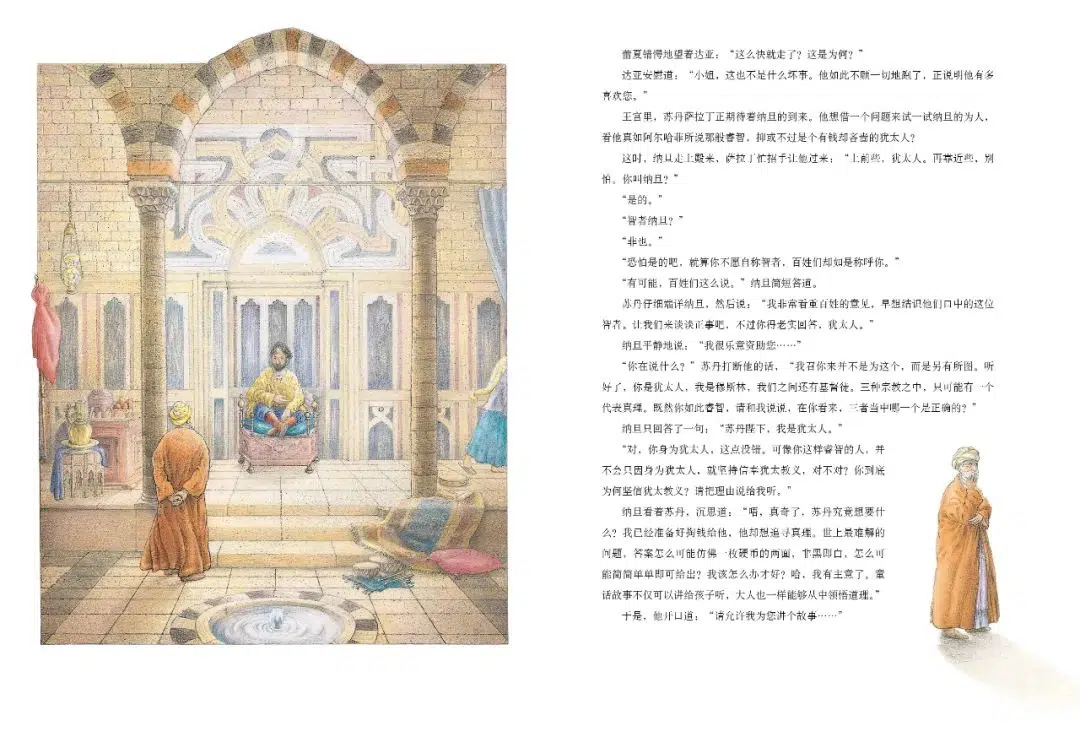 蕾夏错愕地望着达亚：“这么快就走了？这是为何？”
达亚安慰道：“小姐，这也不是什么坏事。他如此不顾一切地跑了，正说明他有多
喜欢您。”
王宫里，苏丹萨拉丁正期待着纳旦的到来。他想借一个问题来试一试纳旦的为人，
看他真如阿尔哈菲所说那般睿智，抑或不过是个有钱却吝啬的犹太人？
这时，纳旦走上殿来，萨拉丁忙招手让他过来：“上前些，犹太人。再靠近些，别
怕。你叫纳旦？”
“是的。”
“智者纳旦？”
“非也。”
“恐怕是的吧，就算你不愿自称智者，百姓们却如是称呼你。”
“有可能，百姓们这么说。”纳旦简短答道。
苏丹仔细端详纳旦，然后说：“我非常看重百姓的意见，早想结识他们口中的这位
智者。让我们来谈谈正事吧，不过你得老实回答，犹太人。”
纳旦平静地说：“我很乐意资助您……”
“你在说什么？”苏丹打断他的话，“我召你来并不是为这个，而是另有所图。听
好了，你是犹太人，我是穆斯林，我们之间还有基督徒。三种宗教之中，只可能有一个
代表真理。既然你如此睿智，请和我说说，在你看来，三者当中哪一个是正确的？”
纳旦只回答了一句：“苏丹陛下，我是犹太人。”
“对，你身为犹太人，这点没错。可像你这样睿智的人，并
不会只因身为犹太人，就坚持信奉犹太教义，对不对？你到底
为何坚信犹太教义？请把理由说给我听。”
纳旦看着苏丹，沉思道：“唔，真奇了，苏丹究竟想要什
么？我已经准备好掏钱给他，他却想追寻真理。世上最难解的
问题，答案怎么可能仿佛一枚硬币的两面，非黑即白，怎么可
能简简单单即可给出？我该怎么办才好？哈，我有主意了。童
话故事不仅可以讲给孩子听，大人也一样能够从中领悟道理。”
于是，他开口道：“请允许我为您讲个故事……”